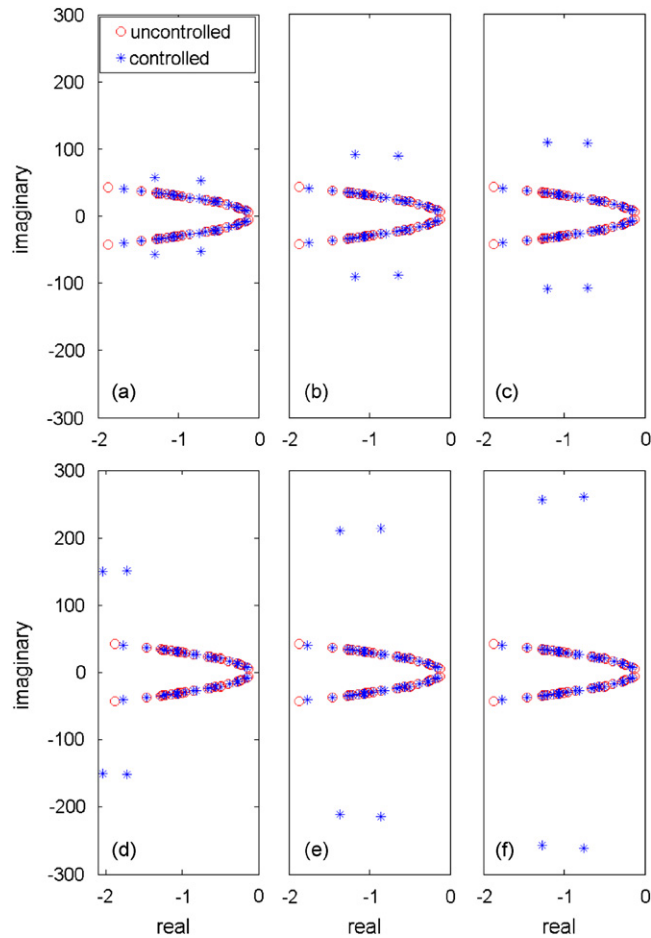 300
uncontrolled
controlled
200
100
imaginary
0
-100
-200
(a) (b) (c)
-300
-2 -1 0 -2 -1 0 -2 -1 0
300
200
100
imaginary
0
-100
-200
(d) (e) (f)
-300
-2 -1 0 -2 -1 0 -2 -1 0
real real real